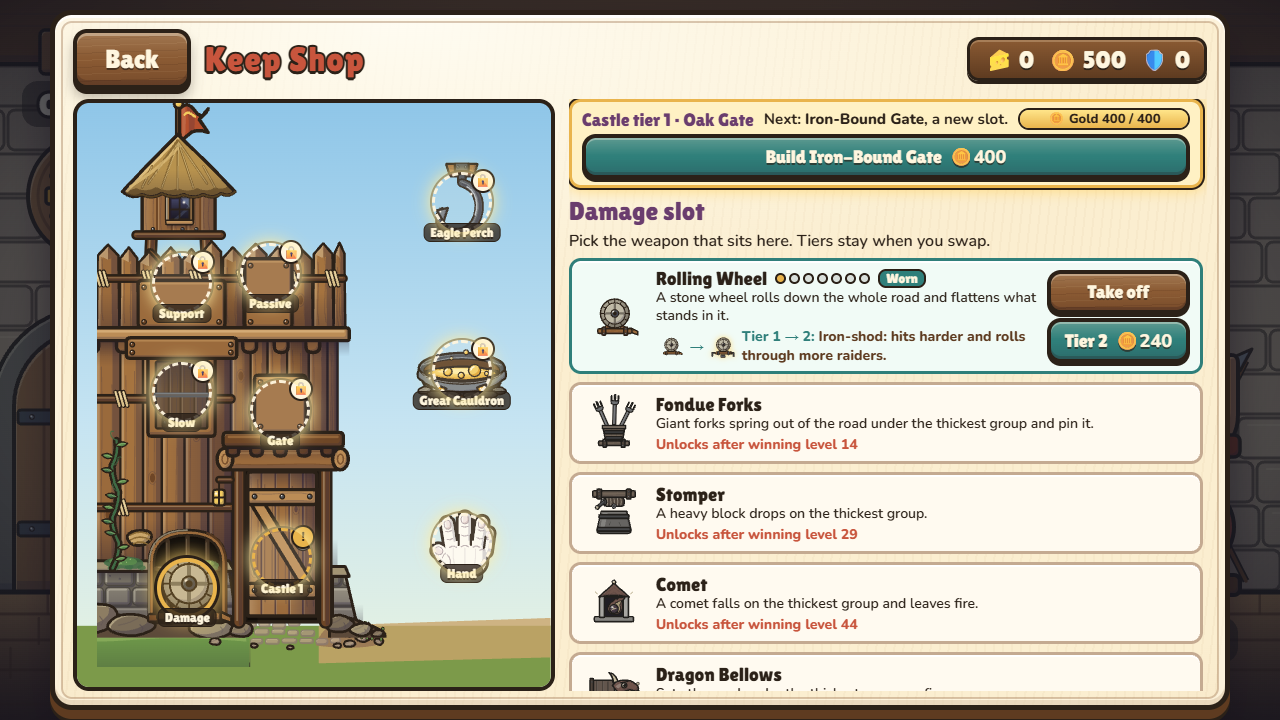 Back
Keep Shop
0
500
0
Castle tier 1 · Oak Gate
Next: Iron-Bound Gate, a new slot.
Gold 400 / 400
Build Iron-Bound Gate 400
Damage slot
Pick the weapon that sits here. Tiers stay when you swap.
Rolling Wheel
Worn
A stone wheel rolls down the whole road and flattens what
stands in it.
Tier 1 → 2: Iron-shod: hits harder and rolls
through more raiders.
Take off
Tier 2 240
Fondue Forks
Giant forks spring out of the road under the thickest group and pin it.
Unlocks after winning level 14
Stomper
A heavy block drops on the thickest group.
Unlocks after winning level 29
Comet
A comet falls on the thickest group and leaves fire.
Unlocks after winning level 44
Dragon Bellows
Eagle Perch
Support
Passive
Great Cauldron
Slow
Gate
Hand
Castle 1
Damage